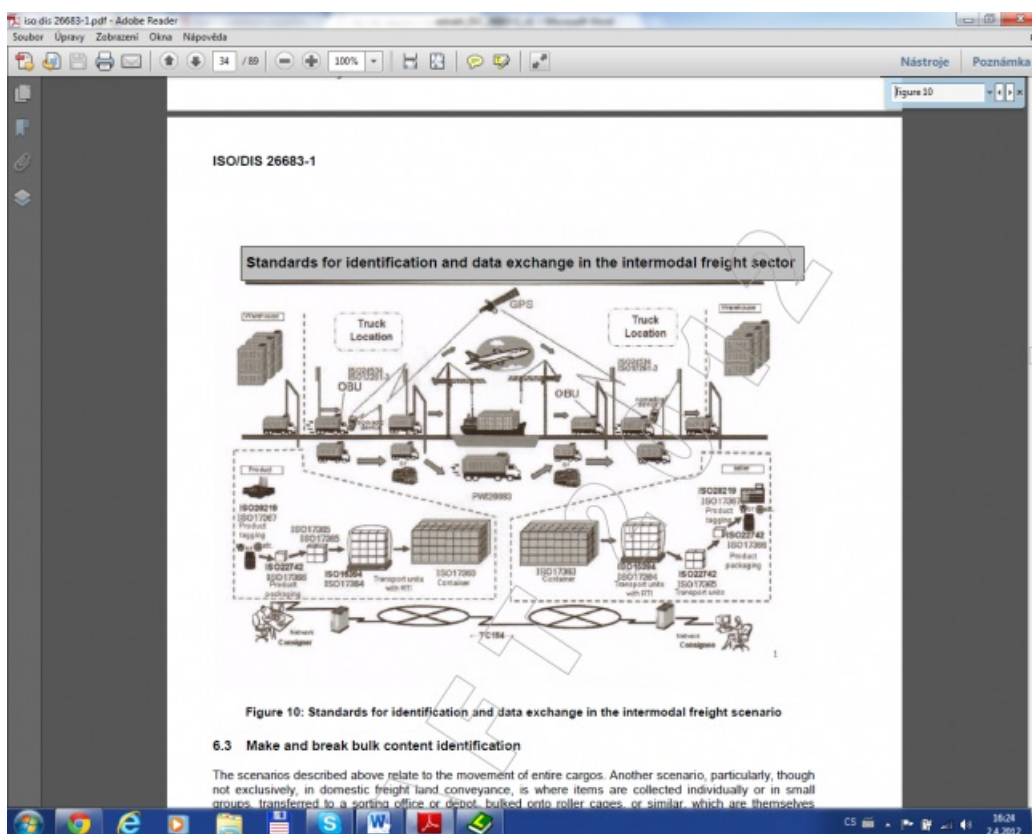 iso dis 26683-1.pdf - Adobe Reader
Soubor Úpravy Zobrazení Okna Nápověda
34 / 89 100% Nástroje Poznámka
figure 10
ISO/DIS 26683-1
Standards for identification and data exchange in the intermodal freight sector
GPS
Warehouse
Truck
Location
Truck
Location
Warehouse
OBU
OBU
Product
PWI26683
ISO28219
ISO17367
Product
tagging
ISO17365
ISO17365
ISO22742
ISO17366
Product
packaging
ISO15394
ISO17364
Transport units
with RTI
ISO17363
Container
ISO17363
Container
ISO15394
ISO17364
Transport units
with RTI
ISO22742
ISO17365
Transport units
ISO28219
ISO17367
Product
tagging
ISO22742
ISO17366
Product
packaging
Network
Consignor
TC154
Network
Consignee
1
Figure 10: Standards for identification and data exchange in the intermodal freight scenario
6.3 Make and break bulk content identification
The scenarios described above relate to the movement of entire cargos. Another scenario, particularly, though
not exclusively, in domestic freight land conveyance, is where items are collected individually or in small
groups, transferred to a sorting office or depot, bulked onto roller cages, or similar, which are themselves
CS 16:24